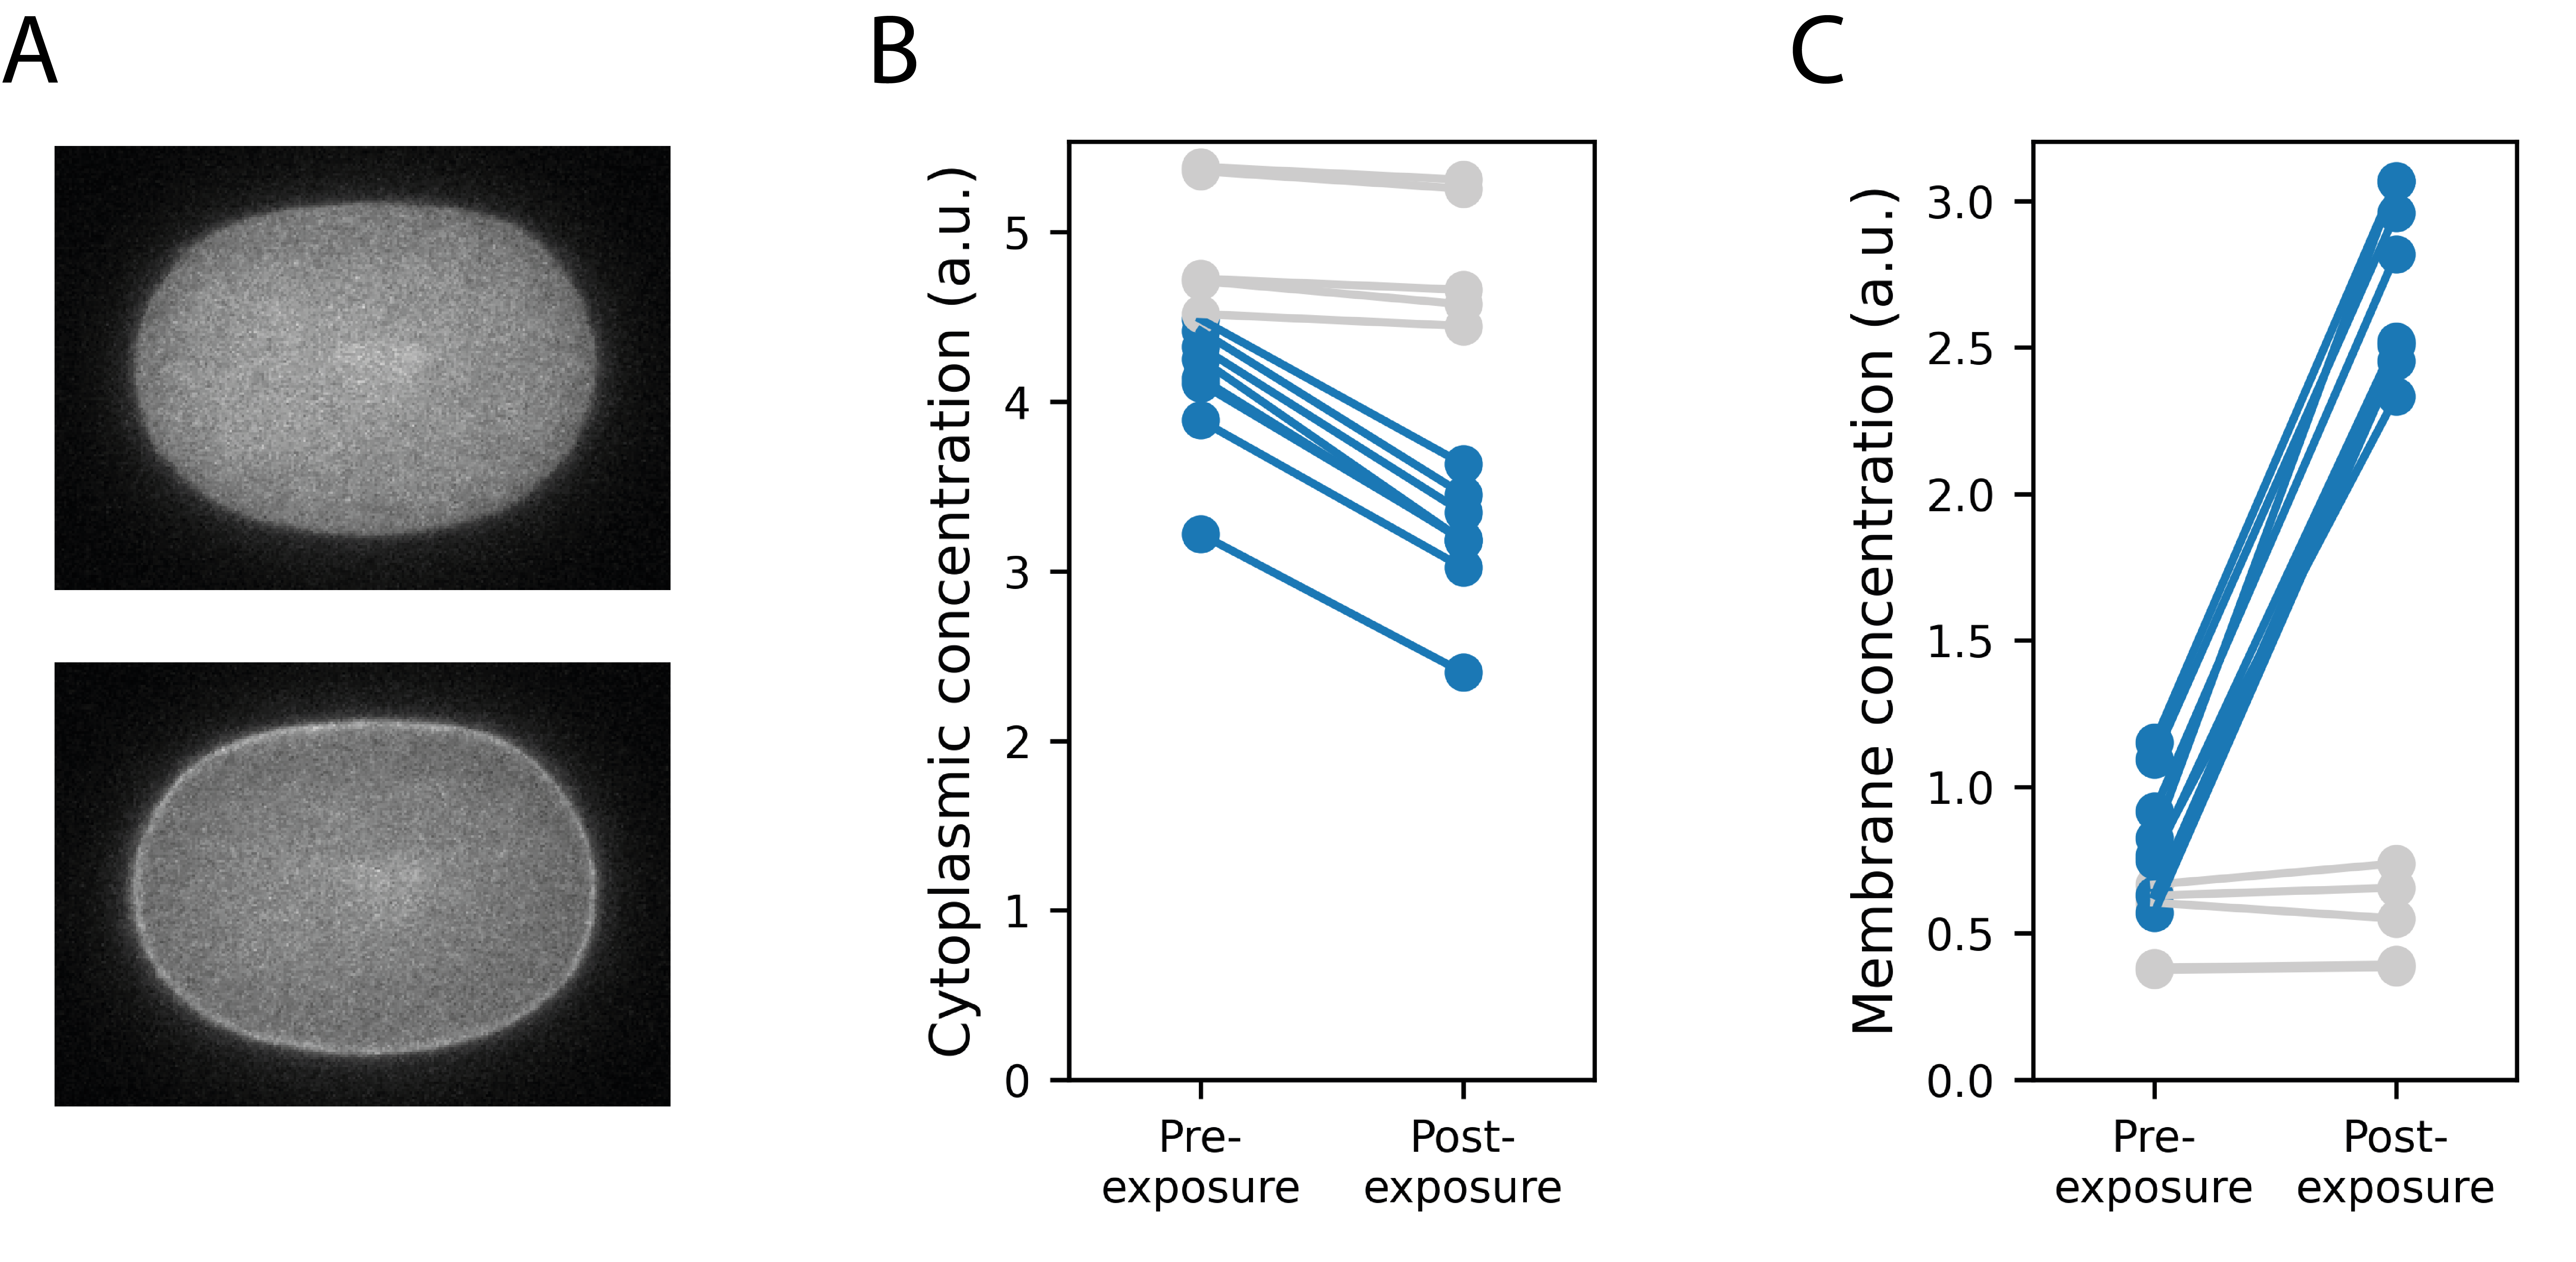 A
B
C
Cytoplasmic concentration (a.u.)
5
4
3
2
1
0
Pre-
exposure
Post-
exposure
Membrane concentration (a.u.)
3.0
2.5
2.0
1.5
1.0
0.5
0.0
Pre-
exposure
Post-
exposure